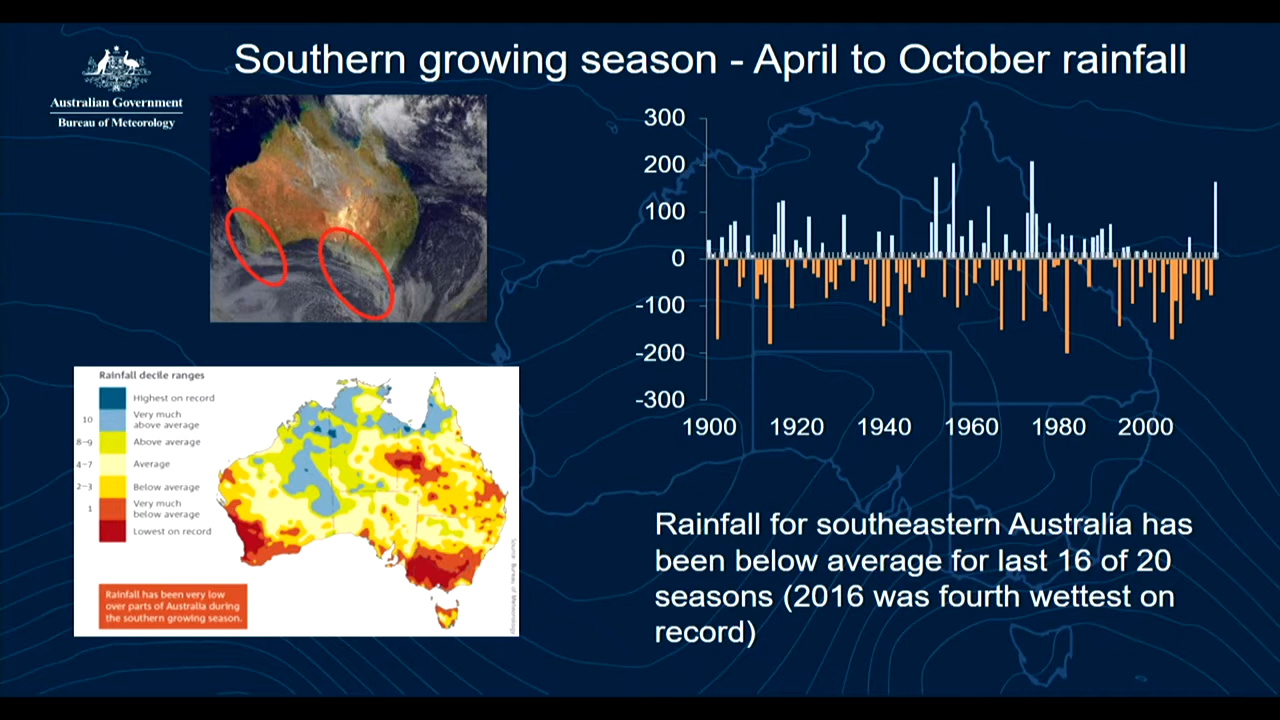 Southern growing season - April to October rainfall
Australian Government
Bureau of Meteorology
300
200
100
0
-100
-200
-300
1900 1920 1940 1960 1980 2000
Rainfall decile ranges
Highest on record
10 Very much
above average
8-9 Above average
4-7 Average
2-3 Below average
1 Very much
below average
Lowest on record
Rainfall has been very low
over parts of Australia during
the southern growing season.
Source: Bureau of Meteorology
Rainfall for southeastern Australia has
been below average for last 16 of 20
seasons (2016 was fourth wettest on
record)